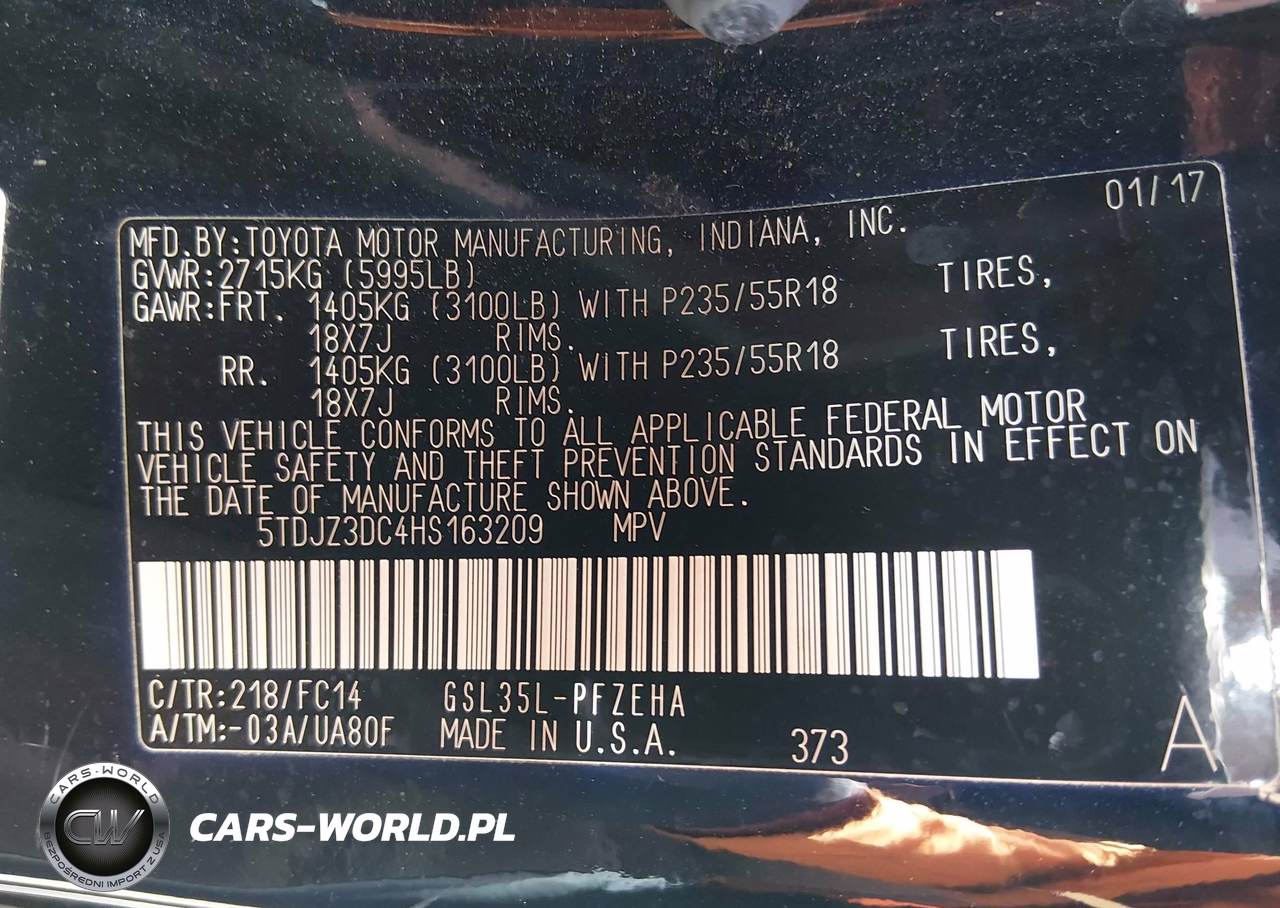 01/17
MFD.BY:TOYOTA MOTOR MANUFACTURING, INDIANA, INC.
GVWR:2715KG (5995LB)
GAWR:FRT. 1405KG (3100LB) WITH P235/55R18 TIRES,
18X7J RIMS.
RR. 1405KG (3100LB) WITH P235/55R18 TIRES,
18X7J RIMS.
THIS VEHICLE CONFORMS TO ALL APPLICABLE FEDERAL MOTOR
VEHICLE SAFETY AND THEFT PREVENTION STANDARDS IN EFFECT ON
THE DATE OF MANUFACTURE SHOWN ABOVE.
5TDJZ3DC4HS163209 MPV
C/TR:218/FC14 GSL35L-PFZEHA
A/TM:-03A/UA80F MADE IN U.S.A. 373 A
CARS-WORLD
CW
BEZPOŚREDNI IMPORT Z USA
CARS-WORLD.PL